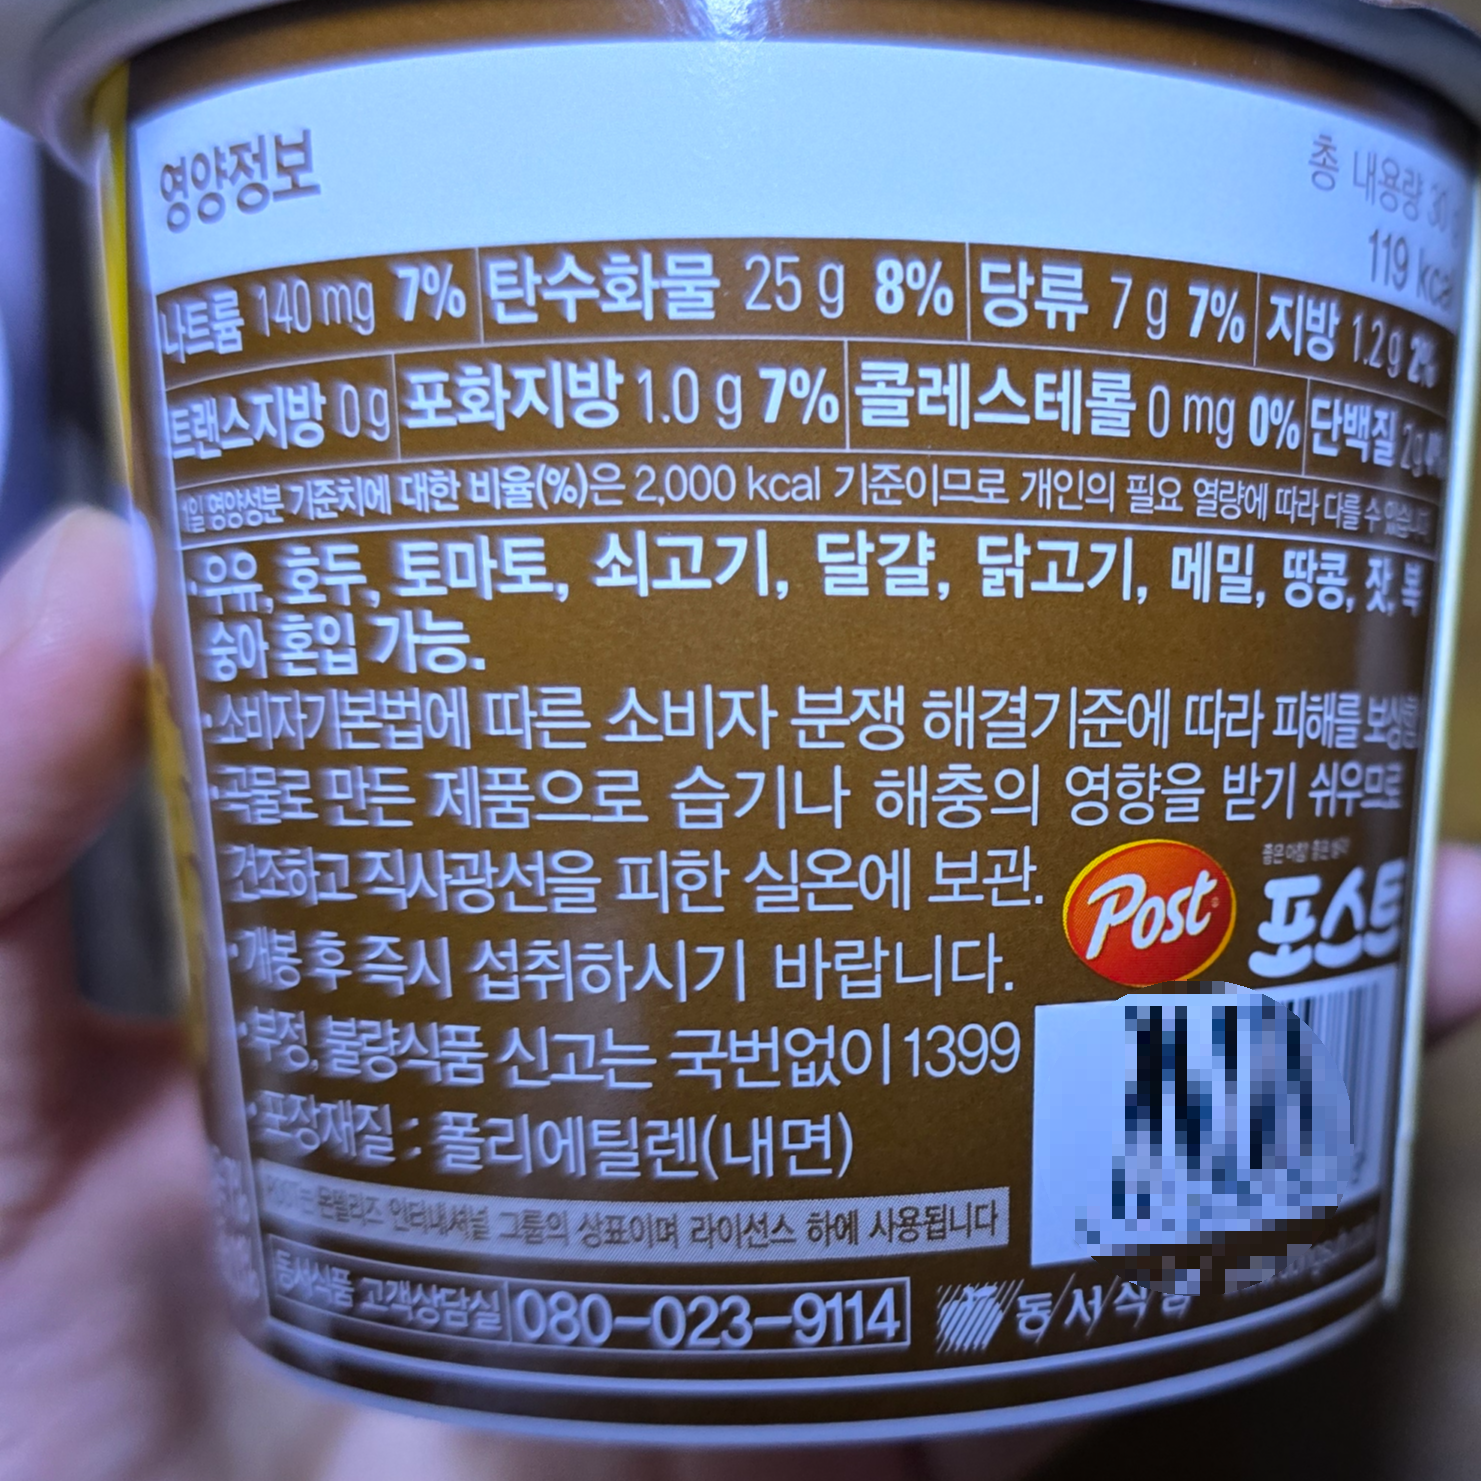 영양정보
총 내용량 30
119 kcal
나트륨 140 mg 7% 탄수화물 25 g 8% 당류 7 g 7% 지방 1.2 g 2%
트랜스지방 0 g 포화지방 1.0 g 7% 콜레스테롤 0 mg 0% 단백질 2g
영양성분 기준치에 대한 비율(%)은 2,000 kcal 기준이므로 개인의 필요 열량에 따라 다를 수 있습니다
·우유, 호두, 토마토, 쇠고기, 달걀, 닭고기, 메밀, 땅콩, 잣, 복
숭아 혼입 가능.
·소비자기본법에 따른 소비자 분쟁 해결기준에 따라 피해를 보상함
·곡물로 만든 제품으로 습기나 해충의 영향을 받기 쉬우므로
건조하고 직사광선을 피한 실온에 보관.
Post
포스트
·개봉 후 즉시 섭취하시기 바랍니다.
·부정, 불량식품 신고는 국번없이 1399
·포장재질 : 폴리에틸렌(내면)
인터내셔널 그룹의 상표이며 라이선스 하에 사용됩니다
동서식품 고객상담실 080-023-9114
동서식품